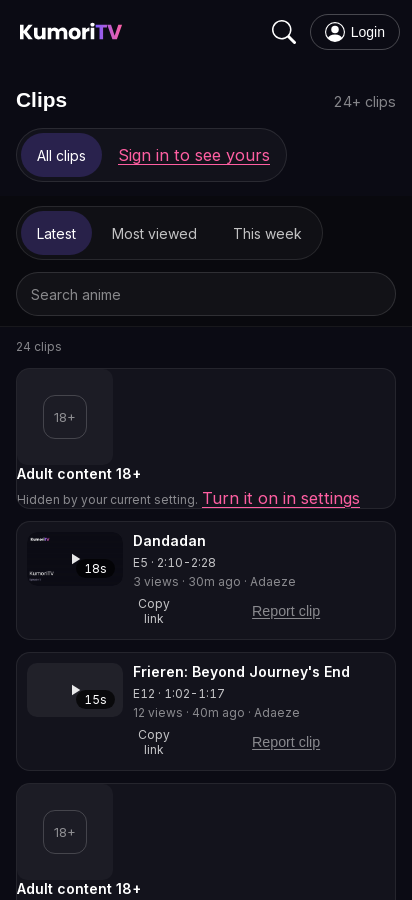 KumoriTV
Login
Clips
24+ clips
All clips
Sign in to see yours
Latest
Most viewed
This week
Search anime
24 clips
18+
Adult content 18+
Hidden by your current setting. Turn it on in settings
KumoriTV
KumoriTV
18s
Dandadan
E5 · 2:10-2:28
3 views · 30m ago · Adaeze
Copy
link
Report clip
15s
Frieren: Beyond Journey's End
E12 · 1:02-1:17
12 views · 40m ago · Adaeze
Copy
link
Report clip
18+
Adult content 18+